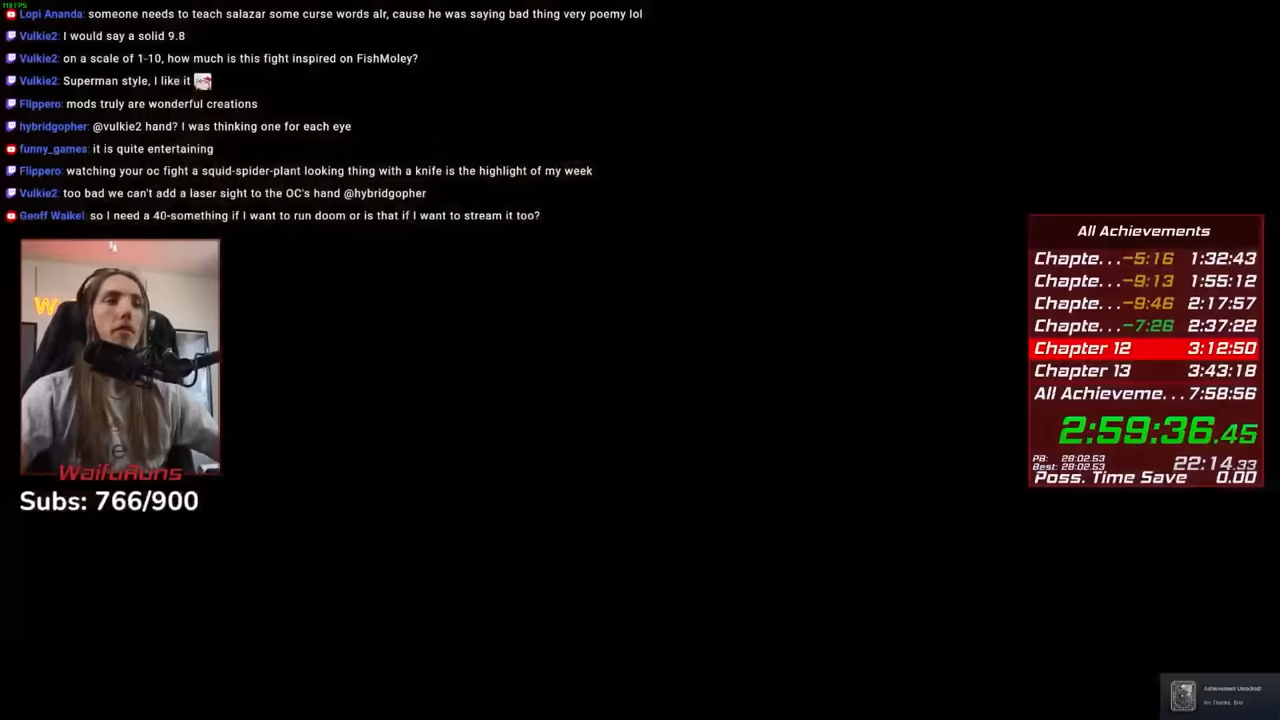 119 FPS
Lopi Ananda: someone needs to teach salazar some curse words alr, cause he was saying bad thing very poemy lol
Vulkie2: I would say a solid 9.8
Vulkie2: on a scale of 1-10, how much is this fight inspired on FishMoley?
Vulkie2: Superman style, I like it
Flippero: mods truly are wonderful creations
hybridgopher: @vulkie2 hand? I was thinking one for each eye
funny_games: it is quite entertaining
Flippero: watching your oc fight a squid-spider-plant looking thing with a knife is the highlight of my week
Vulkie2: too bad we can't add a laser sight to the OC's hand @hybridgopher
Geoff Waikel: so I need a 40-something if I want to run doom or is that if I want to stream it too?
WaifuRuns
Subs: 766/900
All Achievements
Chapte... -5:16 1:32:43
Chapte... -9:13 1:55:12
Chapte... -9:46 2:17:57
Chapte... -7:26 2:37:22
Chapter 12 3:12:50
Chapter 13 3:43:18
All Achieveme... 7:58:56
2:59:36.45
PB: 28:02.53
Best: 28:02.53
22:14.33
Poss. Time Save 0.00
Achievement Unlocked!
No Thanks, Bro!